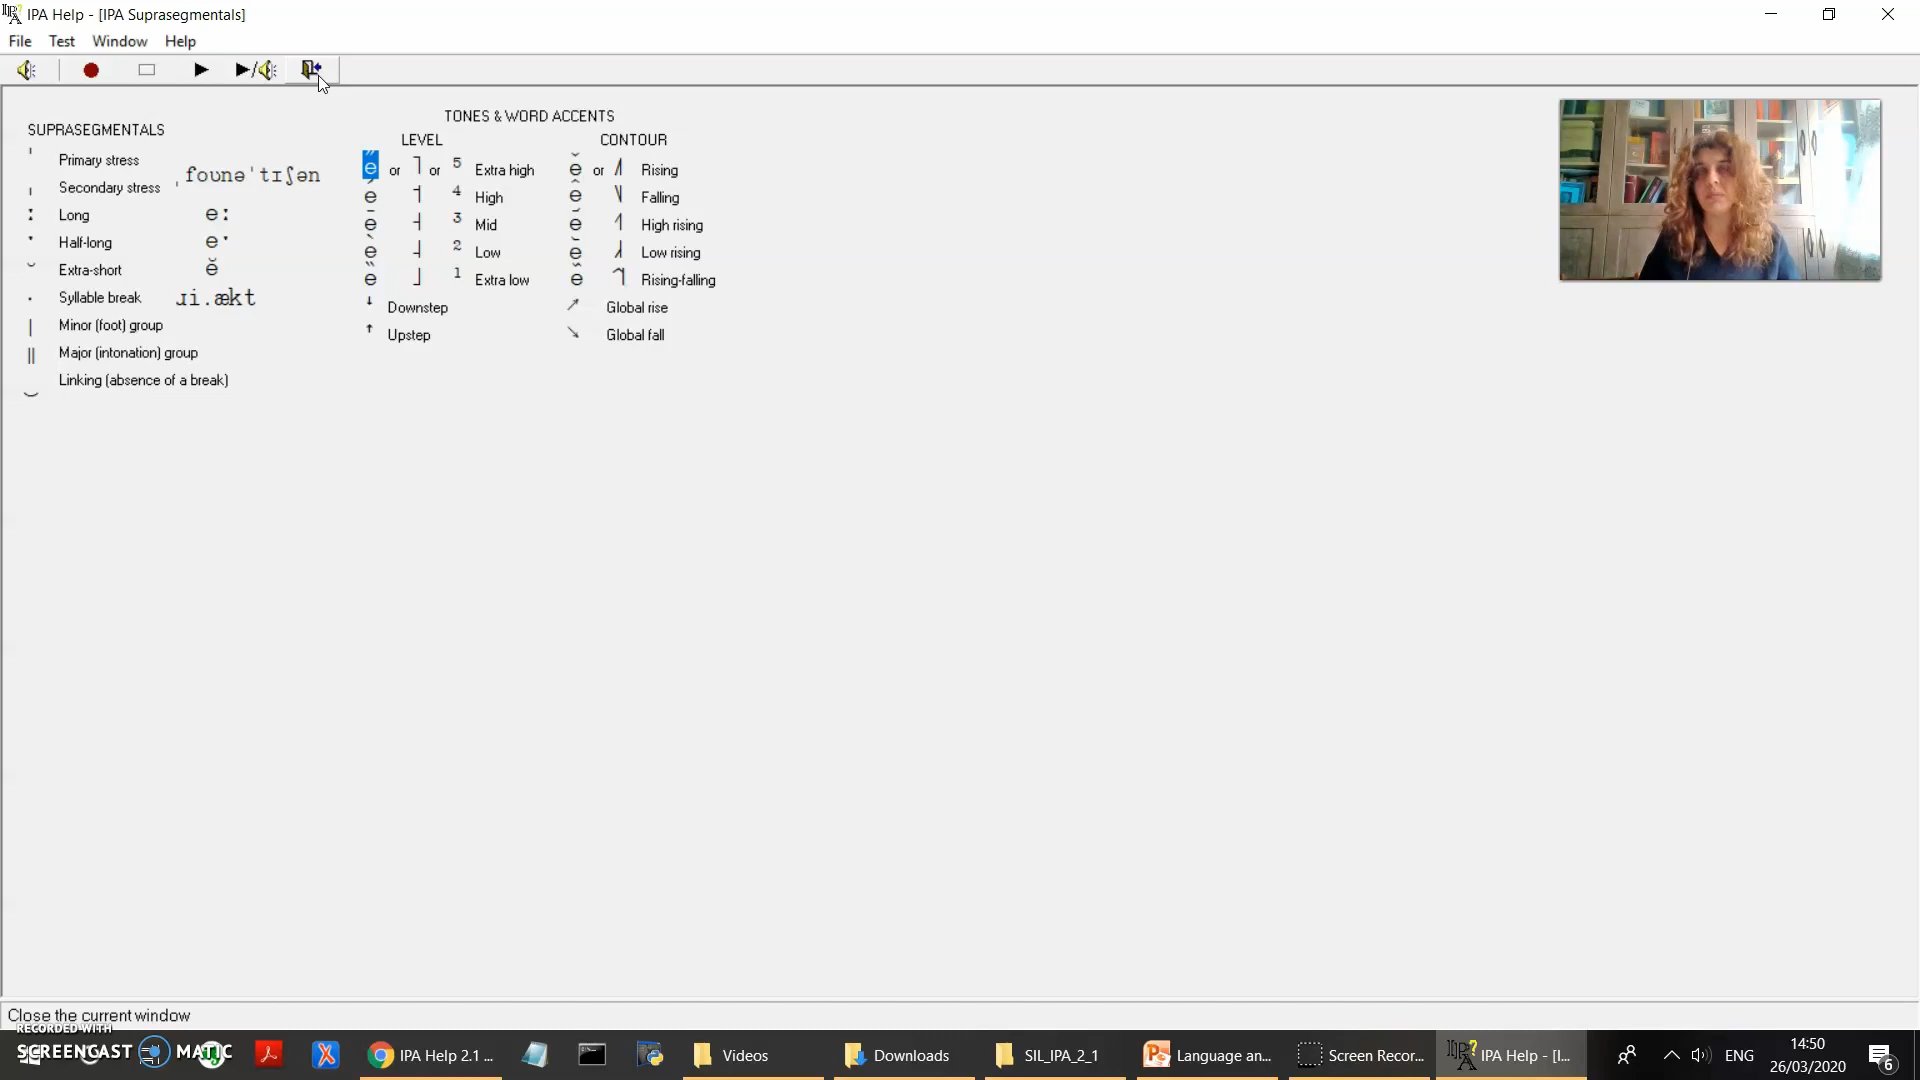 IPA Help - [IPA Suprasegmentals]
File Test Window Help
SUPRASEGMENTALS
ˈ Primary stress
ˌ Secondary stress ˌfoʊnəˈtɪʃən
ː Long eː
ˑ Half-long eˑ
˘ Extra-short ĕ
. Syllable break ɹi.ækt
| Minor (foot) group
‖ Major (intonation) group
‿ Linking (absence of a break)
TONES & WORD ACCENTS
LEVEL
e̋ or ˥ or 5 Extra high
é ˦ 4 High
ē ˧ 3 Mid
è ˨ 2 Low
ȅ ˩ 1 Extra low
↓ Downstep
↑ Upstep
CONTOUR
ě or Rising
ê Falling
High rising
Low rising
Rising-falling
↗ Global rise
↘ Global fall
Close the current window
RECORDED WITH
SCREENCAST MATIC
IPA Help 2.1 ...
Videos
Downloads
SIL_IPA_2_1
Language an...
Screen Recor...
IPA Help - [I...
ENG
14:50
26/03/2020
6